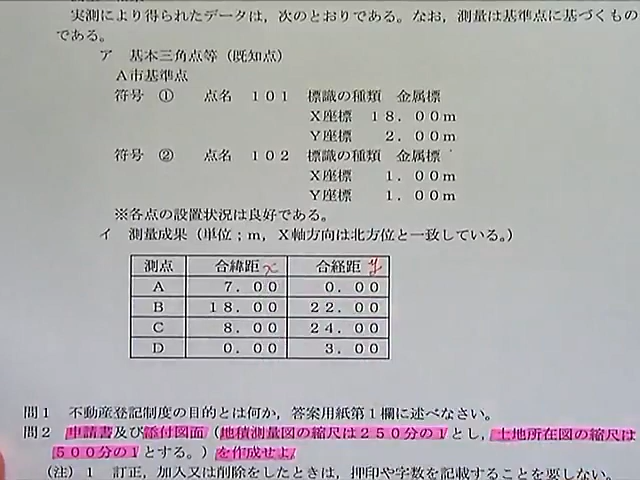 実測により得られたデータは，次のとおりである。なお，測量は基準点に基づくもの
である。
ア 基本三角点等（既知点）
Ａ市基準点
符号 ① 点名 １０１ 標識の種類 金属標
Ｘ座標 １８．００ｍ
Ｙ座標 ２．００ｍ
符号 ② 点名 １０２ 標識の種類 金属標
Ｘ座標 １．００ｍ
Ｙ座標 １．００ｍ
※各点の設置状況は良好である。
イ 測量成果（単位；ｍ，Ｘ軸方向は北方位と一致している。）
測点 合緯距 x 合経距 y
Ａ ７．００ ０．００
Ｂ １８．００ ２２．００
Ｃ ８．００ ２４．００
Ｄ ０．００ ３．００
問１ 不動産登記制度の目的とは何か，答案用紙第１欄に述べなさい。
問２ 申請書及び添付図面（地積測量図の縮尺は２５０分の１とし，土地所在図の縮尺は
５００分の１とする。）を作成せよ
（注）１ 訂正，加入又は削除をしたときは，押印や字数を記載することを要しない。